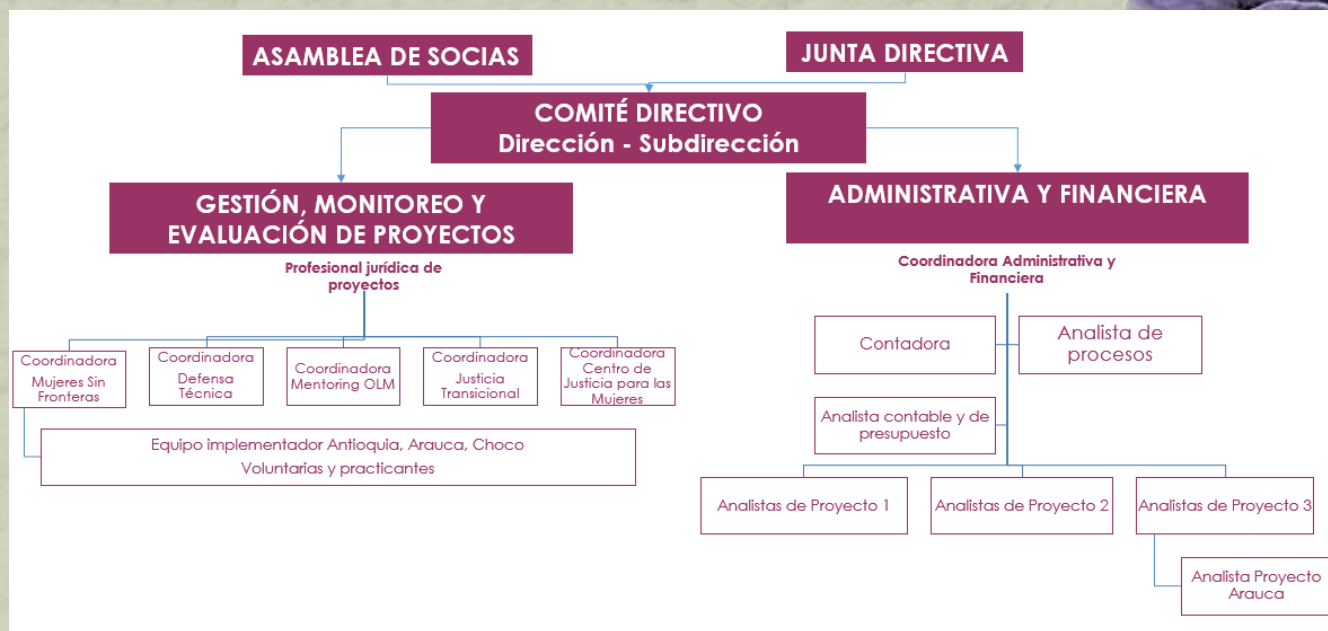 ASAMBLEA DE SOCIAS
JUNTA DIRECTIVA
COMITÉ DIRECTIVO
Dirección - Subdirección
GESTIÓN, MONITOREO Y
EVALUACIÓN DE PROYECTOS
Profesional jurídica de
proyectos
Coordinadora
Mujeres Sin
Fronteras
Coordinadora
Defensa
Técnica
Coordinadora
Mentoring OLM
Coordinadora
Justicia
Transicional
Coordinadora
Centro de
Justicia para las
Mujeres
Equipo implementador Antioquia, Arauca, Choco
Voluntarias y practicantes
ADMINISTRATIVA Y FINANCIERA
Coordinadora Administrativa y
Financiera
Contadora
Analista de
procesos
Analista contable y de
presupuesto
Analistas de Proyecto 1
Analistas de Proyecto 2
Analistas de Proyecto 3
Analista Proyecto
Arauca